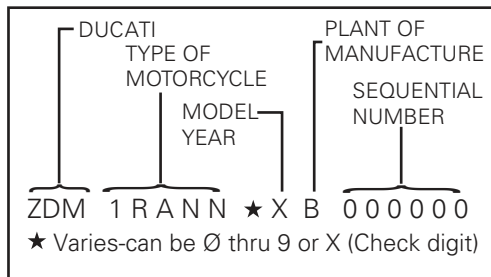 DUCATI
TYPE OF
MOTORCYCLE
MODEL
YEAR
PLANT OF
MANUFACTURE
SEQUENTIAL
NUMBER
ZDM 1RANN ★ X B 000000
★ Varies-can be Ø thru 9 or X (Check digit)